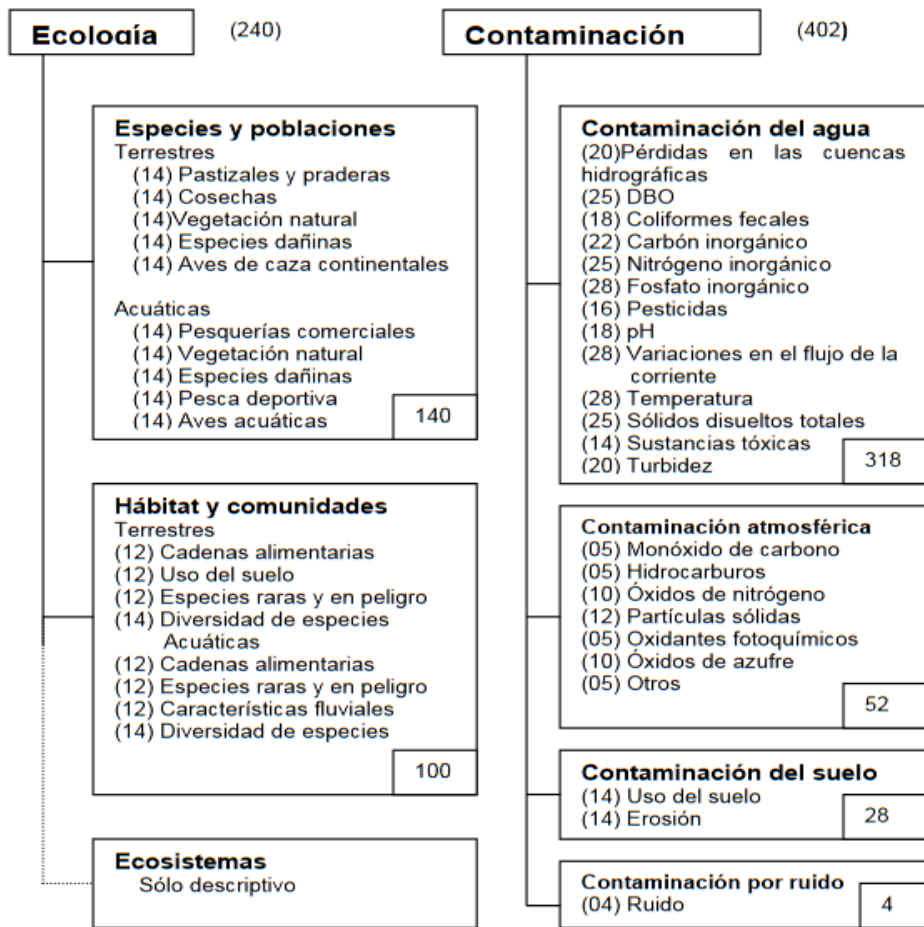 Ecología (240)
Especies y poblaciones
Terrestres
(14) Pastizales y praderas
(14) Cosechas
(14)Vegetación natural
(14) Especies dañinas
(14) Aves de caza continentales
Acuáticas
(14) Pesquerías comerciales
(14) Vegetación natural
(14) Especies dañinas
(14) Pesca deportiva
(14) Aves acuáticas
140
Hábitat y comunidades
Terrestres
(12) Cadenas alimentarias
(12) Uso del suelo
(12) Especies raras y en peligro
(14) Diversidad de especies
Acuáticas
(12) Cadenas alimentarias
(12) Especies raras y en peligro
(12) Características fluviales
(14) Diversidad de especies
100
Ecosistemas
Sólo descriptivo
Contaminación (402)
Contaminación del agua
(20)Pérdidas en las cuencas
hidrográficas
(25) DBO
(18) Coliformes fecales
(22) Carbón inorgánico
(25) Nitrógeno inorgánico
(28) Fosfato inorgánico
(16) Pesticidas
(18) pH
(28) Variaciones en el flujo de la
corriente
(28) Temperatura
(25) Sólidos disueltos totales
(14) Sustancias tóxicas
(20) Turbidez
318
Contaminación atmosférica
(05) Monóxido de carbono
(05) Hidrocarburos
(10) Óxidos de nitrógeno
(12) Partículas sólidas
(05) Oxidantes fotoquímicos
(10) Óxidos de azufre
(05) Otros
52
Contaminación del suelo
(14) Uso del suelo
(14) Erosión
28
Contaminación por ruido
(04) Ruido
4